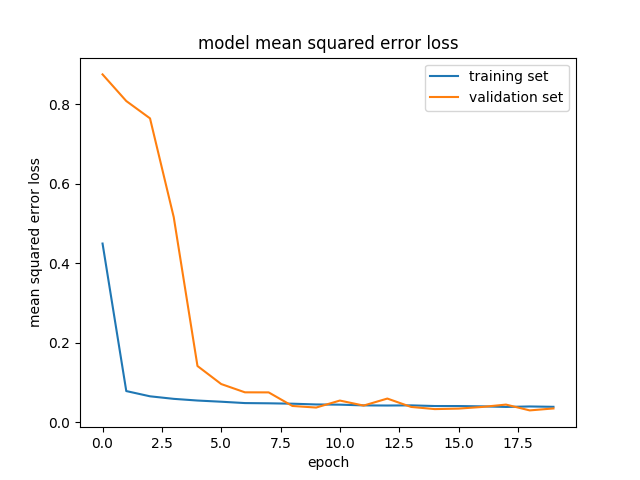 model mean squared error loss
training set
validation set
mean squared error loss
0.8
0.6
0.4
0.2
0.0
0.0 2.5 5.0 7.5 10.0 12.5 15.0 17.5
epoch